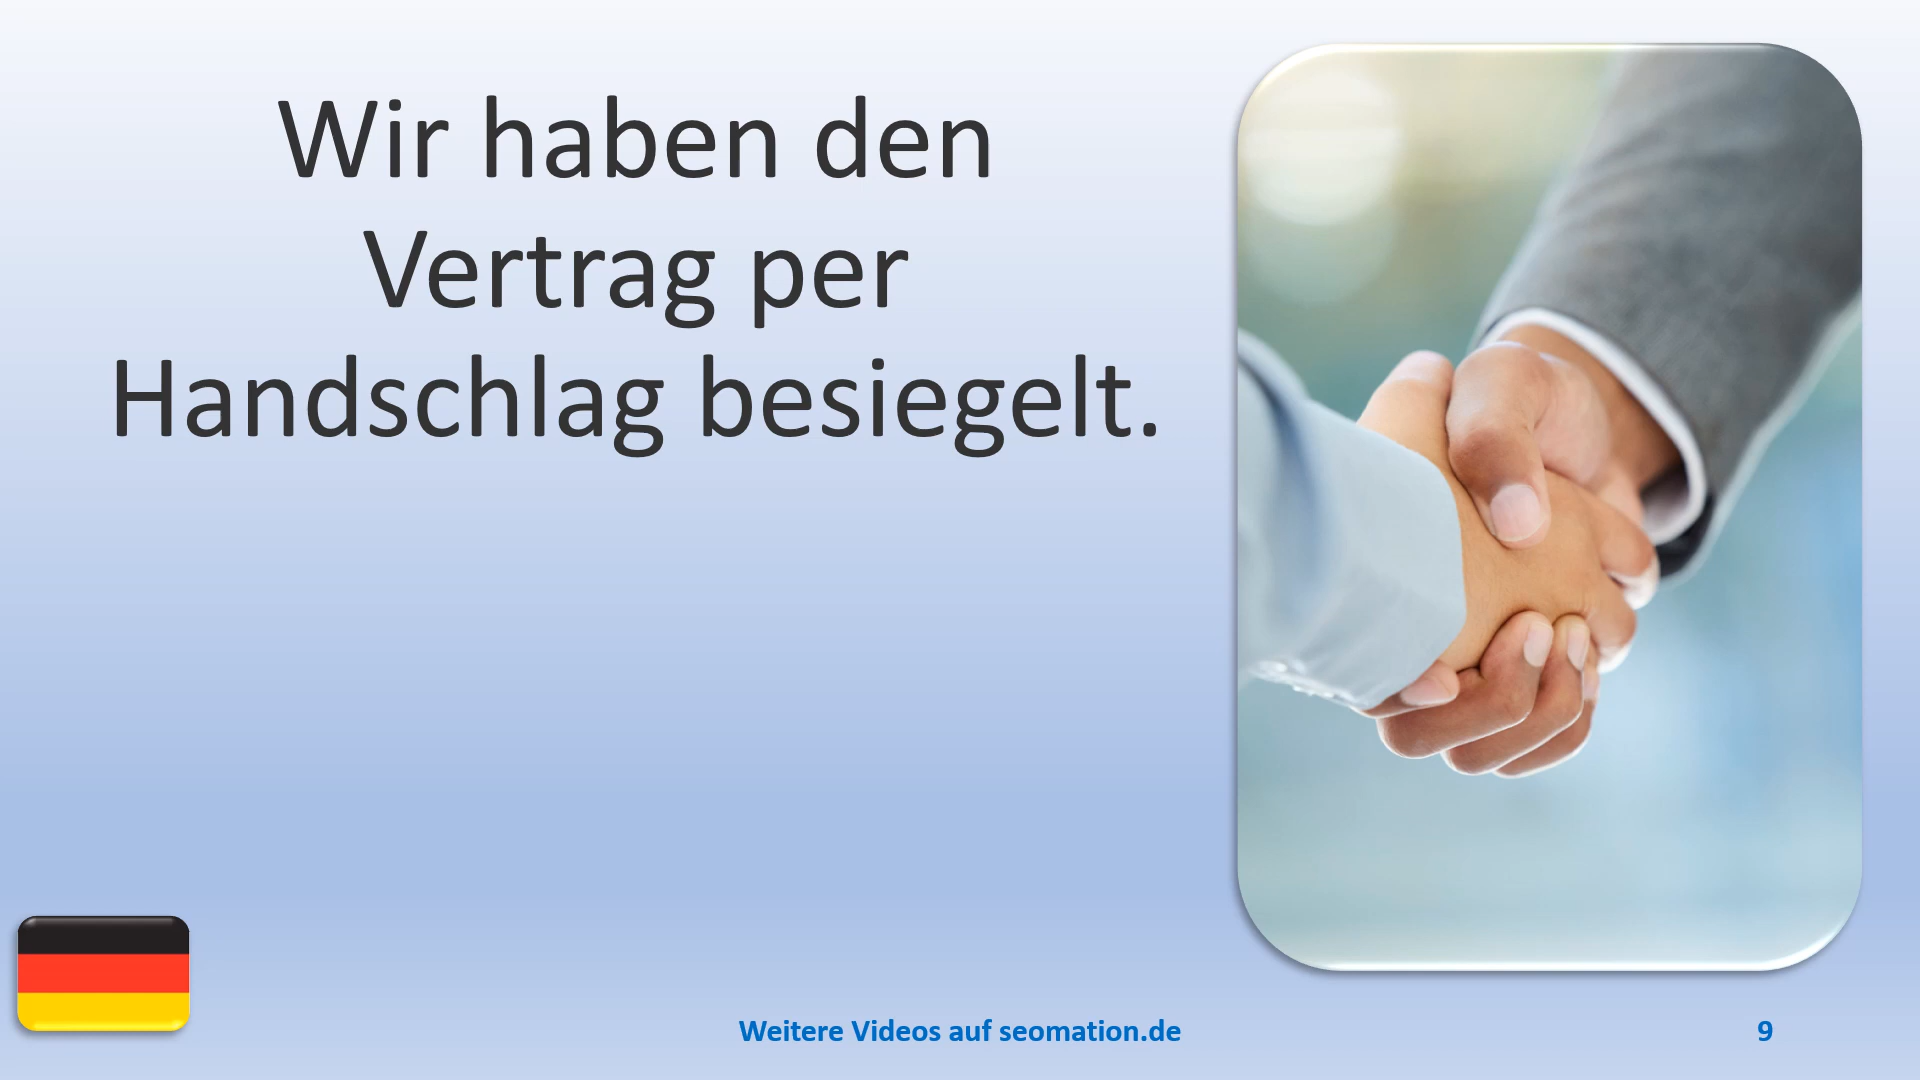 Wir haben den
Vertrag per
Handschlag besiegelt.
Weitere Videos auf seomation.de
9